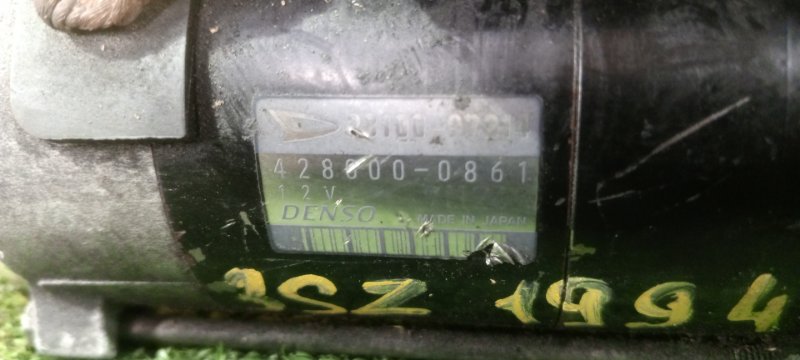 428000-0861
12V
DENSO MADE IN JAPAN
1SZ 1994